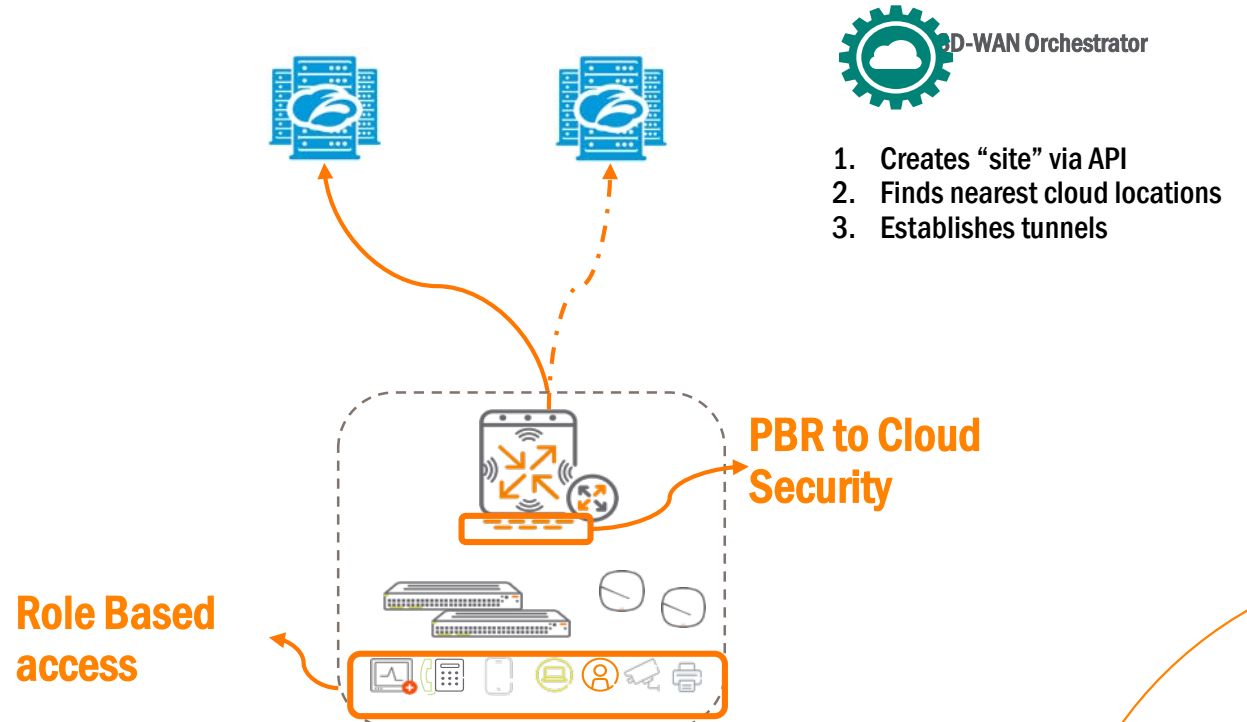 SD-WAN Orchestrator
1. Creates “site” via API
2. Finds nearest cloud locations
3. Establishes tunnels
PBR to Cloud
Security
Role Based
access